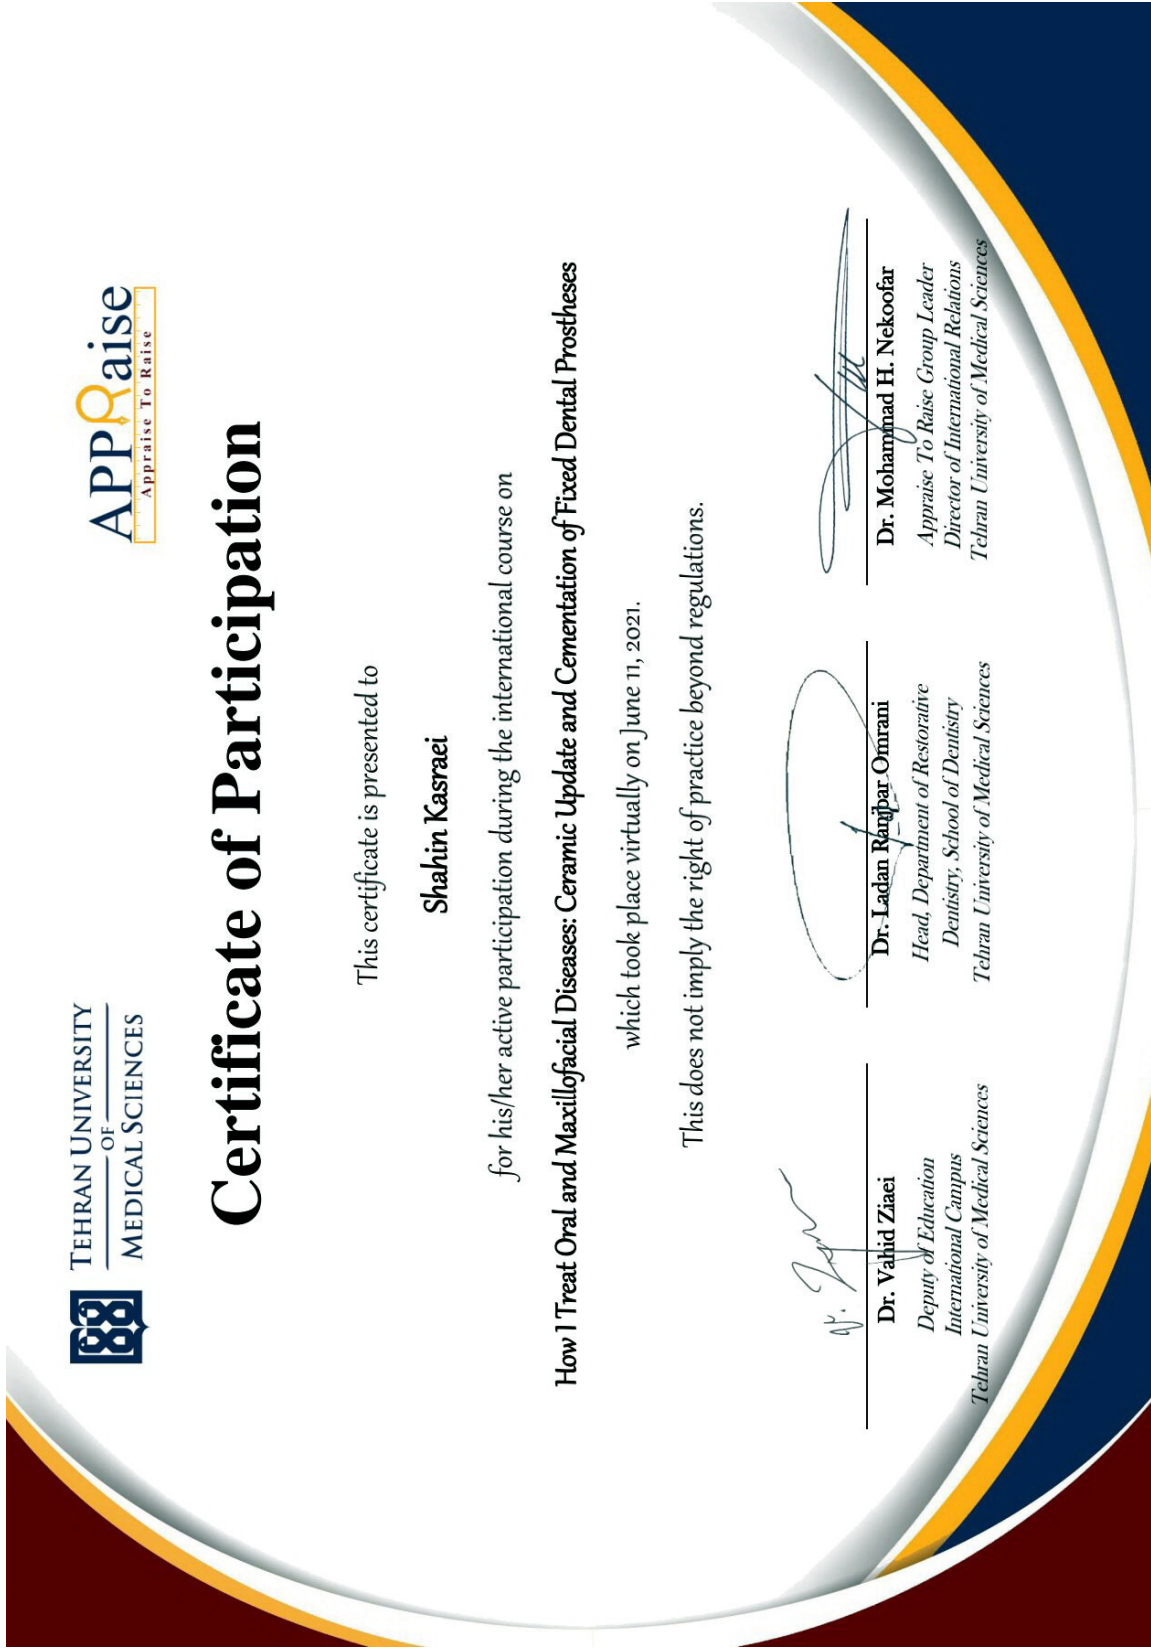 TEHRAN UNIVERSITY
OF
MEDICAL SCIENCES
APPRaise
Appraise To Raise
Certificate of Participation
This certificate is presented to
Shahin Kasraei
for his/her active participation during the international course on
How I Treat Oral and Maxillofacial Diseases: Ceramic Update and Cementation of Fixed Dental Prostheses
which took place virtually on June 11, 2021.
This does not imply the right of practice beyond regulations.
Dr. Vahid Ziaei
Deputy of Education
International Campus
Tehran University of Medical Sciences
Dr. Ladan Ranjbar Omrani
Head, Department of Restorative
Dentistry, School of Dentistry
Tehran University of Medical Sciences
Dr. Mohammad H. Nekoofar
Appraise To Raise Group Leader
Director of International Relations
Tehran University of Medical Sciences